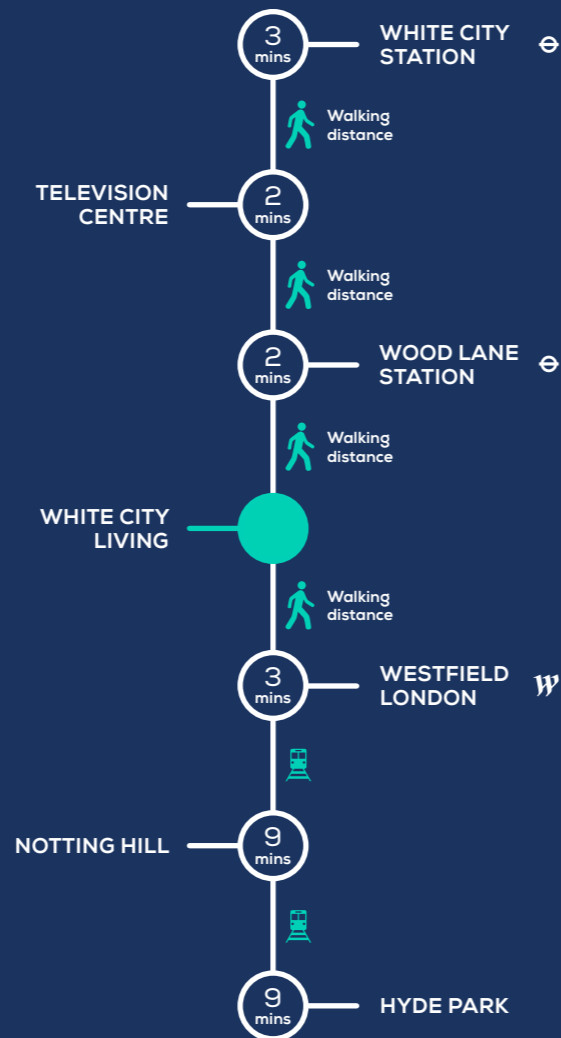 3
mins
WHITE CITY
STATION
Walking
distance
TELEVISION
CENTRE
2
mins
Walking
distance
2
mins
WOOD LANE
STATION
Walking
distance
WHITE CITY
LIVING
Walking
distance
3
mins
WESTFIELD
LONDON
W
NOTTING HILL
9
mins
9
mins
HYDE PARK